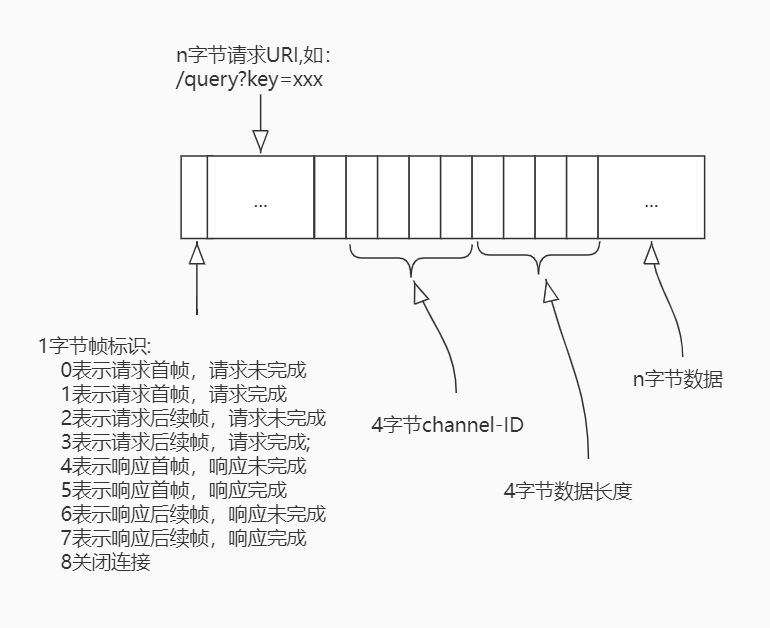 n字节请求URI,如：
/query?key=xxx
...
...
1字节帧标识:
0表示请求首帧，请求未完成
1表示请求首帧，请求完成
2表示请求后续帧，请求未完成
3表示请求后续帧，请求完成;
4表示响应首帧，响应未完成
5表示响应首帧，响应完成
6表示响应后续帧，响应未完成
7表示响应后续帧，响应完成
8关闭连接
4字节channel-ID
4字节数据长度
n字节数据